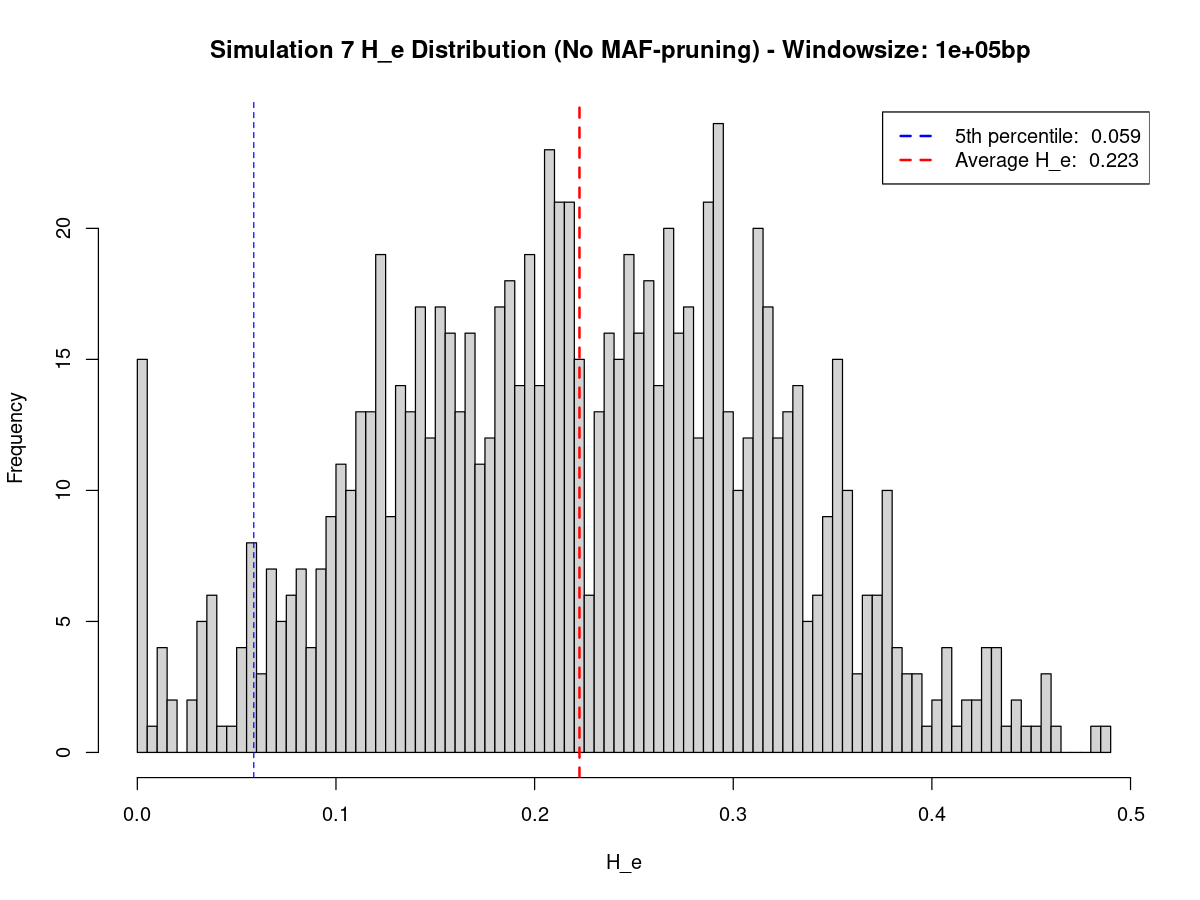 Simulation 7 H_e Distribution (No MAF-pruning) - Windowsize: 1e+05bp
5th percentile:  0.059
Average H_e:  0.223
20
15
10
5
0
Frequency
0.0 0.1 0.2 0.3 0.4 0.5
H_e